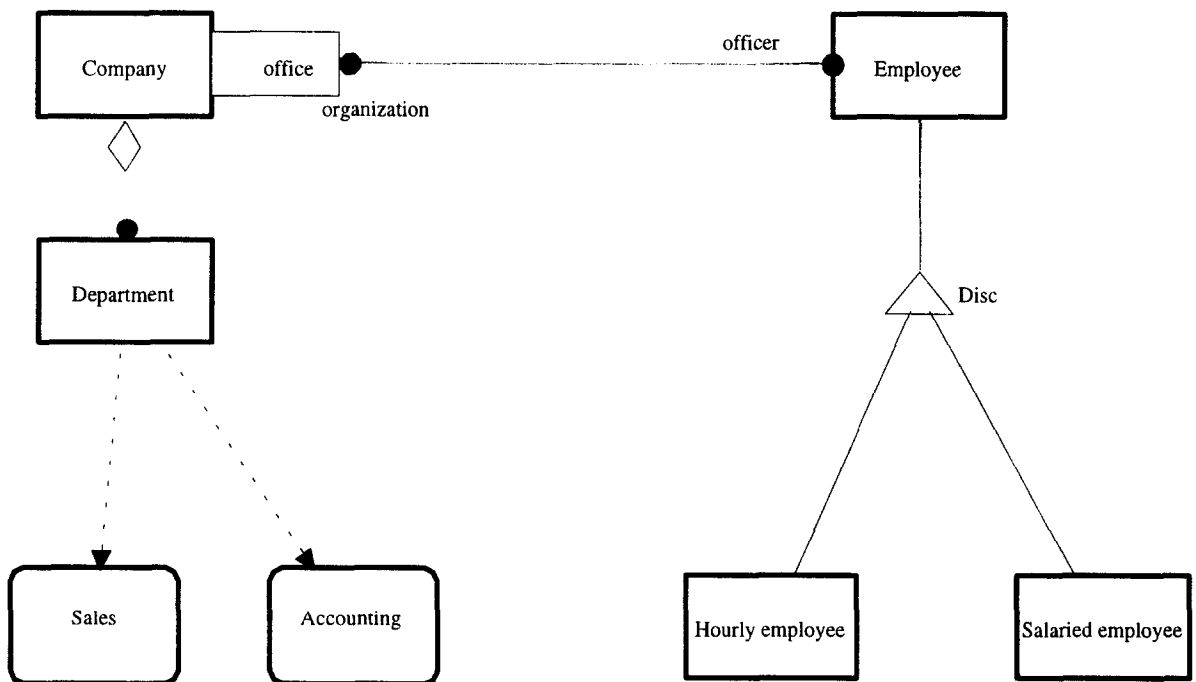 Company
office
officer
Employee
organization
Department
Disc
Sales
Accounting
Hourly employee
Salaried employee